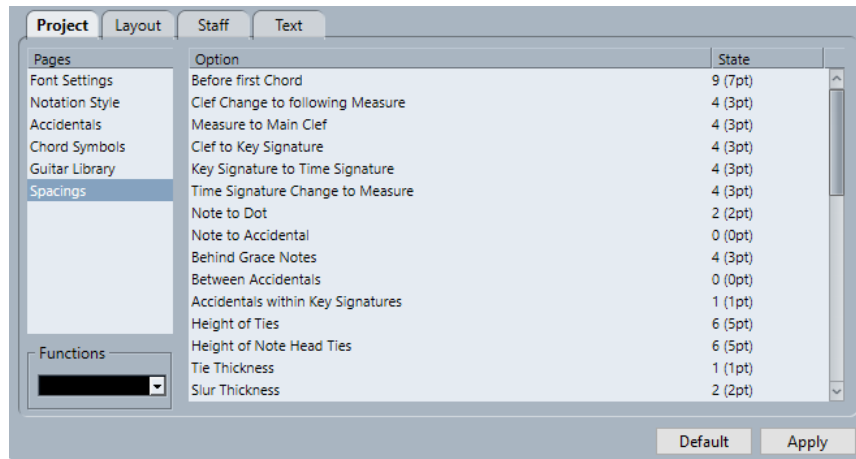 Project Layout Staff Text
Pages Option State
Font Settings Before first Chord 9 (7pt)
Notation Style Clef Change to following Measure 4 (3pt)
Accidentals Measure to Main Clef 4 (3pt)
Chord Symbols Clef to Key Signature 4 (3pt)
Guitar Library Key Signature to Time Signature 4 (3pt)
Spacings Time Signature Change to Measure 4 (3pt)
Note to Dot 2 (2pt)
Note to Accidental 0 (0pt)
Behind Grace Notes 4 (3pt)
Between Accidentals 0 (0pt)
Accidentals within Key Signatures 1 (1pt)
Height of Ties 6 (5pt)
Height of Note Head Ties 6 (5pt)
Functions
Tie Thickness 1 (1pt)
Slur Thickness 2 (2pt)
Default Apply